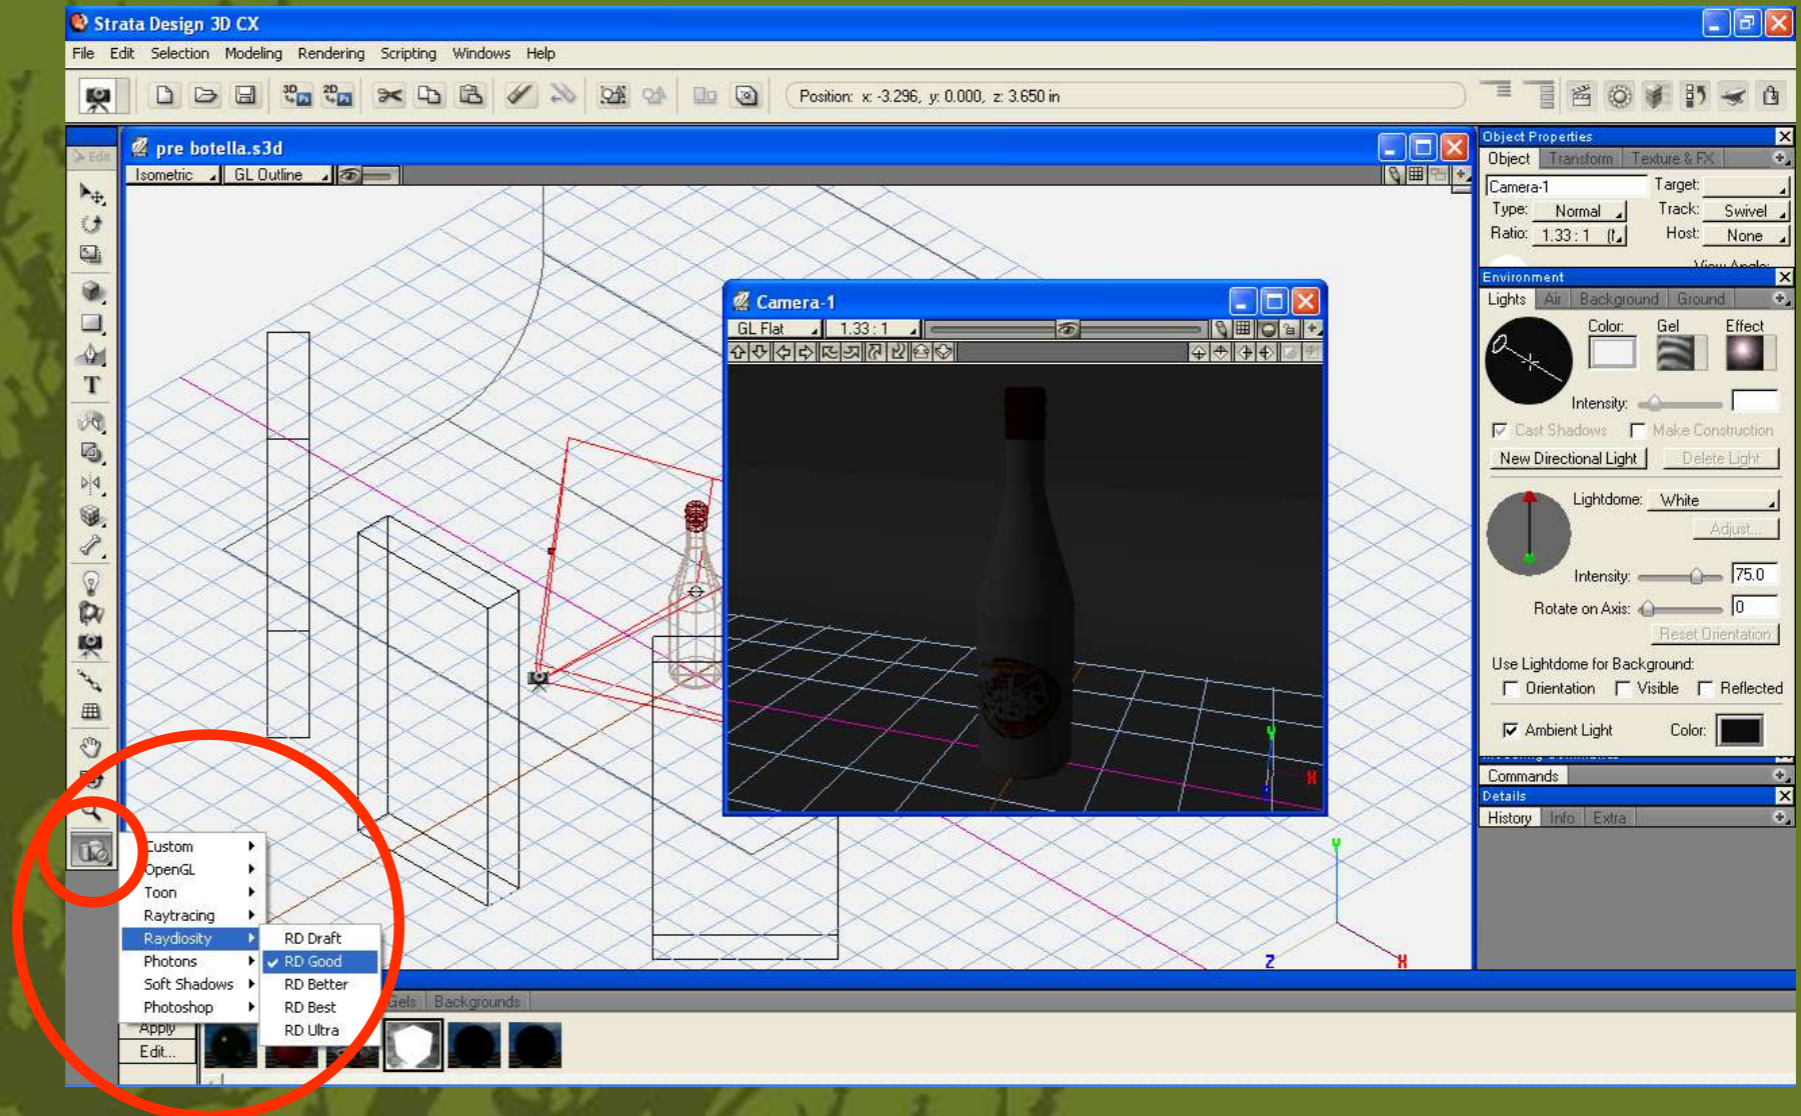 Strata Design 3D CX
File Edit Selection Modeling Rendering Scripting Windows Help
3D 2D
Position: x: -3.296, y: 0.000, z: 3.650 in
Edit
pre botella.s3d
Isometric GL Outline
T
Camera-1
GL Flat 1.33 : 1
Y
X
Y
Z X
Object Properties
Object Transform Texture & FX
Camera-1 Target:
Type: Normal Track: Swivel
Ratio: 1.33 : 1 Host: None
View Angle:
Environment
Lights Air Background Ground
Color: Gel Effect
Intensity:
Cast Shadows Make Construction
New Directional Light Delete Light
Lightdome: White
Adjust...
Intensity: 75.0
Rotate on Axis: 0
Reset Orientation
Use Lightdome for Background:
Orientation Visible Reflected
Ambient Light Color:
Commands
Details
History Info Extra
Custom
OpenGL
Toon
Raytracing
Raydiosity
Photons
Soft Shadows
Photoshop
RD Draft
RD Good
RD Better
RD Best
RD Ultra
Gels Backgrounds
Apply
Edit...